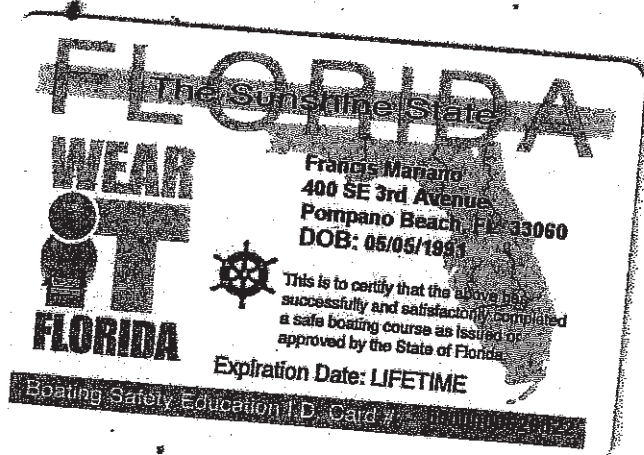 FLORIDA
The Sunshine State
WEAR
iT
FLORIDA
Francis Mariano
400 SE 3rd Avenue
Pompano Beach, FL 33060
DOB: 05/05/1991
This is to certify that the above has
successfully and satisfactorily completed
a safe boating course as issued or
approved by the State of Florida.
Expiration Date: LIFETIME
Boating Safety Education I.D. Card #: